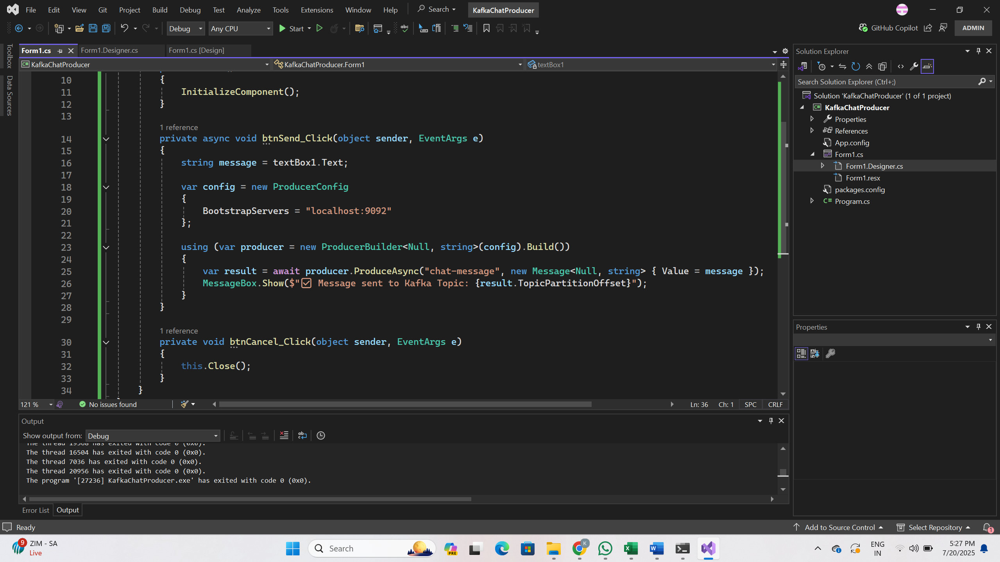 File Edit View Git Project Build Debug Test Analyze Tools Extensions Window Help Search KafkaChatProducer
Debug Any CPU Start GitHub Copilot ADMIN
Toolbox
Data Sources
Form1.cs Form1.Designer.cs Form1.cs [Design]
KafkaChatProducer KafkaChatProducer.Form1 textBox1
10 {
11 InitializeComponent();
12 }
13
1 reference
14 private async void btnSend_Click(object sender, EventArgs e)
15 {
16 string message = textBox1.Text;
17
18 var config = new ProducerConfig
19 {
20 BootstrapServers = "localhost:9092"
21 };
22
23 using (var producer = new ProducerBuilder<Null, string>(config).Build())
24 {
25 var result = await producer.ProduceAsync("chat-message", new Message<Null, string> { Value = message });
26 MessageBox.Show($"☑ Message sent to Kafka Topic: {result.TopicPartitionOffset}");
27 }
28 }
29
1 reference
30 private void btnCancel_Click(object sender, EventArgs e)
31 {
32 this.Close();
33 }
34 }
121 % No issues found Ln: 36 Ch: 1 SPC CRLF
Output
Show output from: Debug
The thread 19568 has exited with code 0 (0x0).
The thread 16504 has exited with code 0 (0x0).
The thread 7036 has exited with code 0 (0x0).
The thread 20956 has exited with code 0 (0x0).
The program '[27236] KafkaChatProducer.exe' has exited with code 0 (0x0).
Error List Output
Solution Explorer
Search Solution Explorer (Ctrl+;)
Solution 'KafkaChatProducer' (1 of 1 project)
C# KafkaChatProducer
Properties
References
App.config
Form1.cs
Form1.Designer.cs
Form1.resx
packages.config
C# Program.cs
Properties
Ready Add to Source Control Select Repository 1
9 ZIM - SA
Live
Search
PRE
K
ENG
IN
5:27 PM
7/20/2025